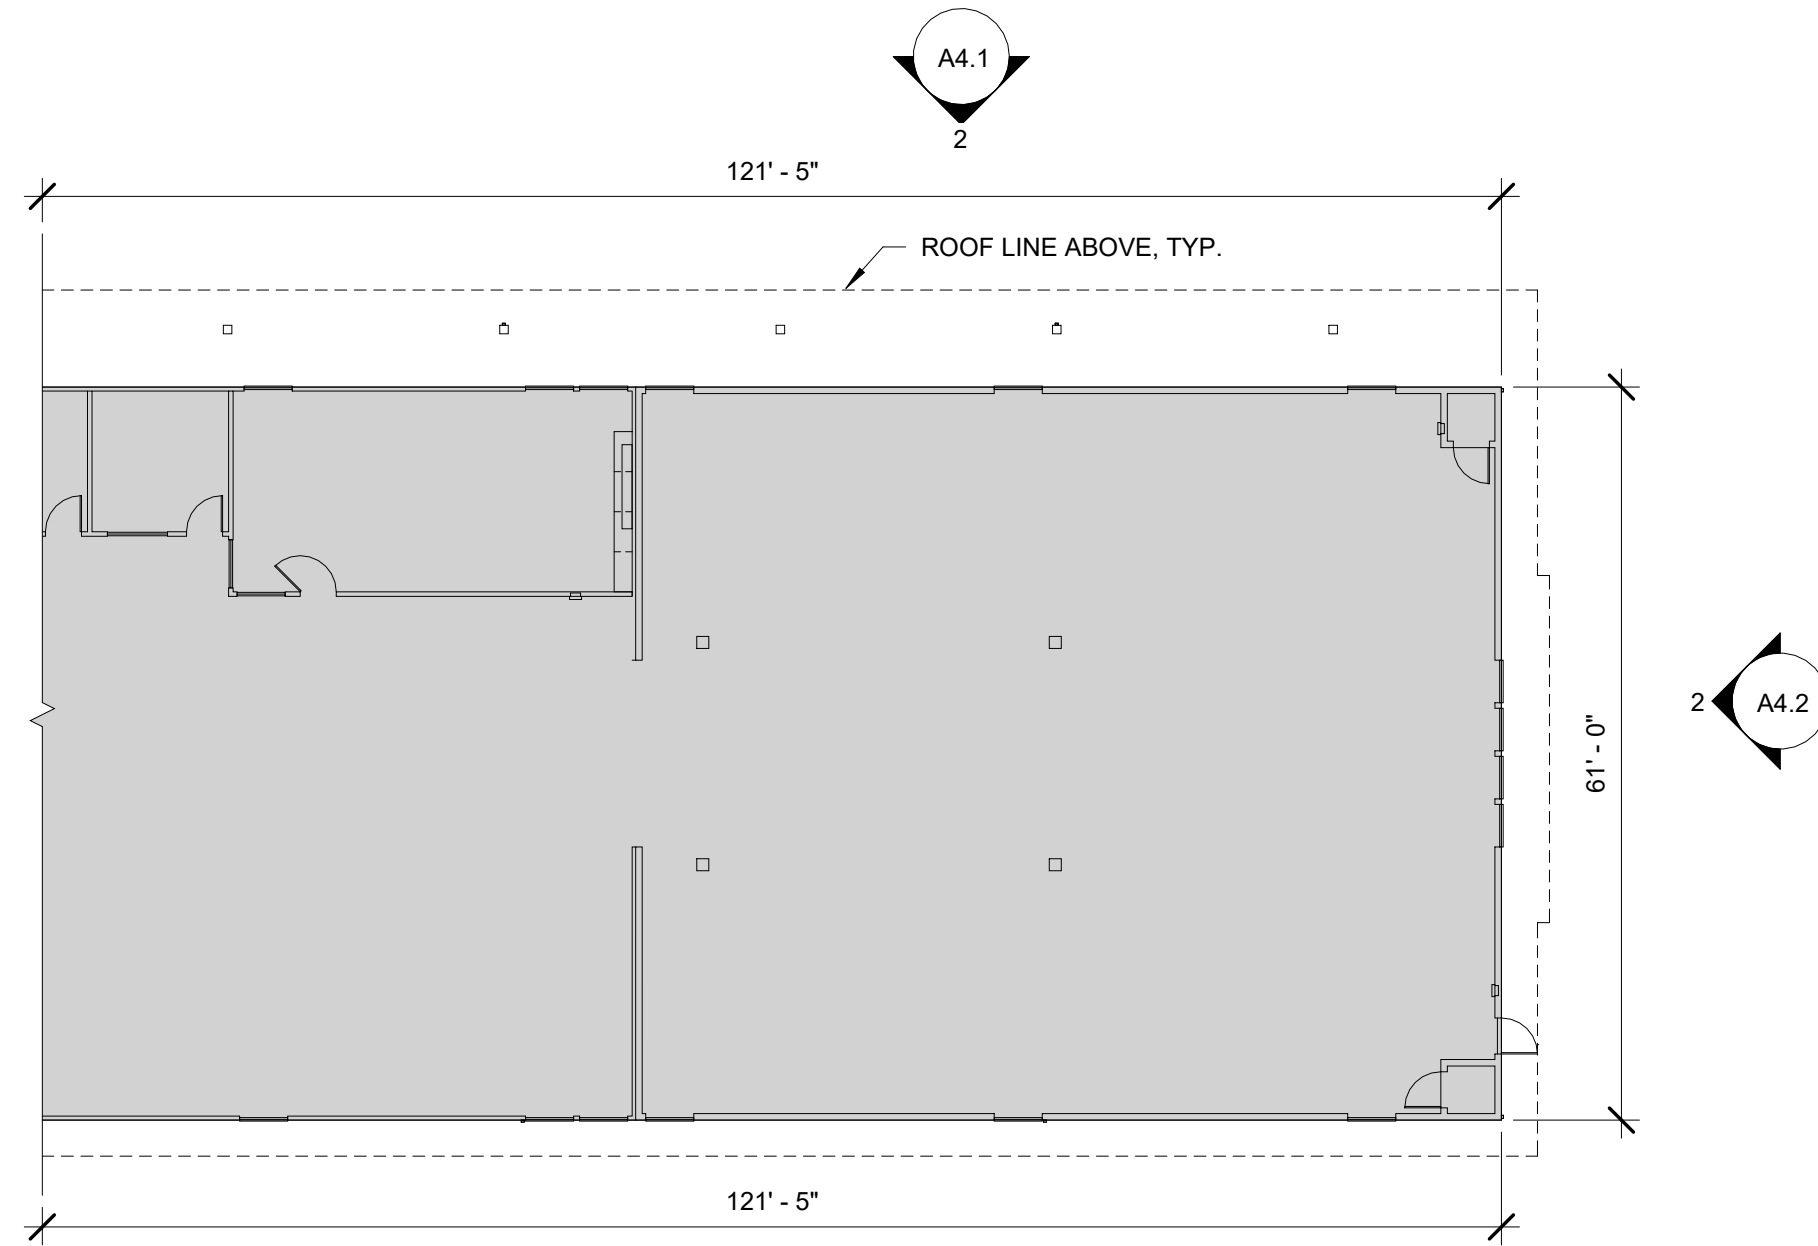 A4.1
2
121' - 5"
ROOF LINE ABOVE, TYP.
61' - 0"
2
A4.2
121' - 5"